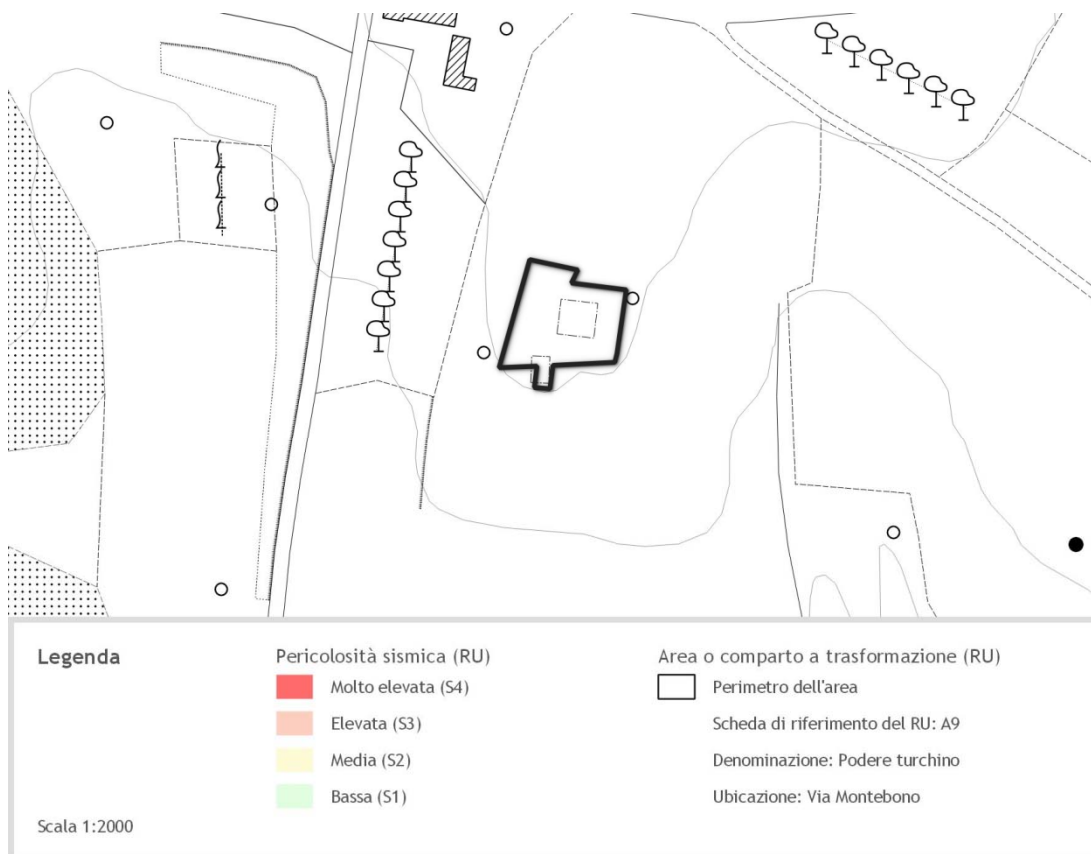 Legenda
Pericolosità sismica (RU)
Molto elevata (S4)
Elevata (S3)
Media (S2)
Bassa (S1)
Area o comparto a trasformazione (RU)
Perimetro dell'area
Scheda di riferimento del RU: A9
Denominazione: Podere turchino
Ubicazione: Via Montebono
Scala 1:2000